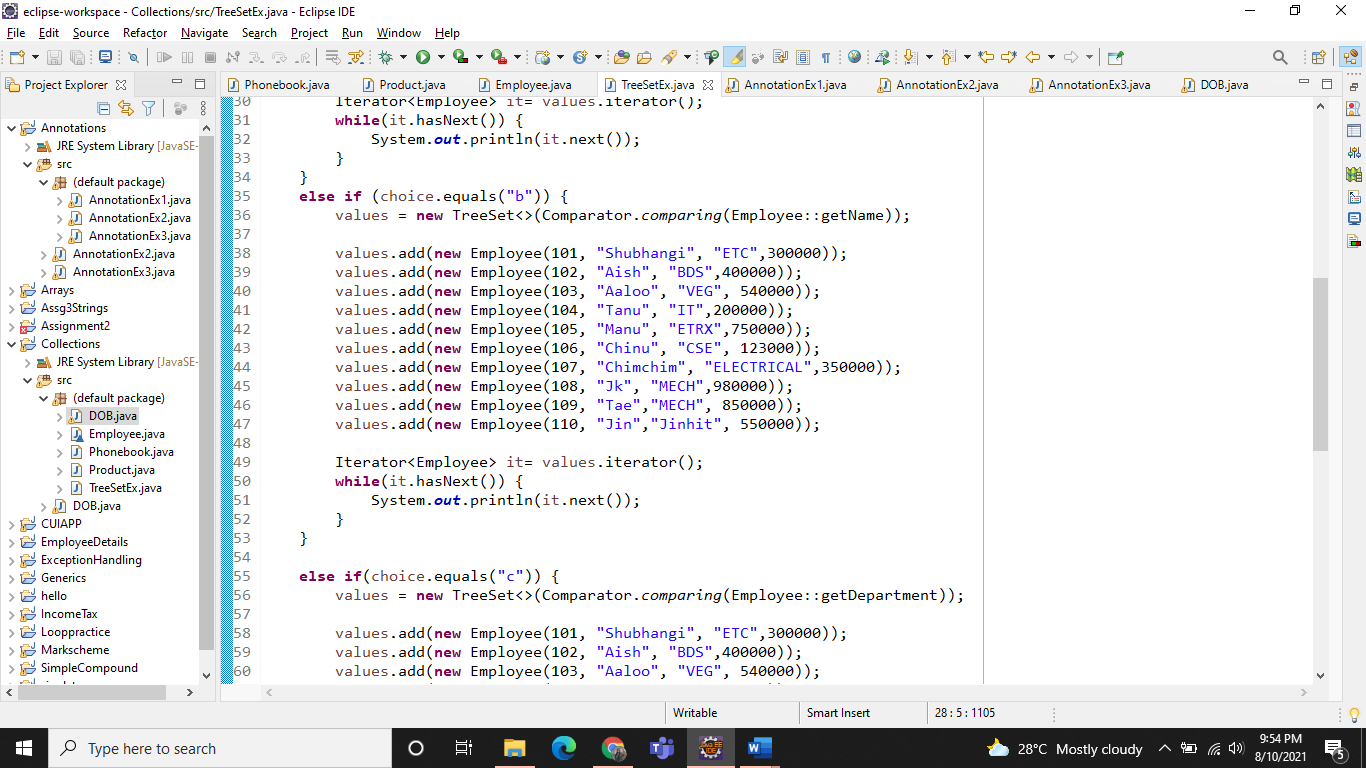 eclipse-workspace - Collections/src/TreeSetEx.java - Eclipse IDE
File Edit Source Refactor Navigate Search Project Run Window Help
Project Explorer
Phonebook.java Product.java Employee.java TreeSetEx.java AnnotationEx1.java AnnotationEx2.java AnnotationEx3.java DOB.java
Annotations
JRE System Library [JavaSE-
src
(default package)
AnnotationEx1.java
AnnotationEx2.java
AnnotationEx3.java
AnnotationEx2.java
AnnotationEx3.java
Arrays
Assg3Strings
Assignment2
Collections
JRE System Library [JavaSE-
src
(default package)
DOB.java
Employee.java
Phonebook.java
Product.java
TreeSetEx.java
DOB.java
CUIAPP
EmployeeDetails
ExceptionHandling
Generics
hello
IncomeTax
Looppractice
Markscheme
SimpleCompound
30 Iterator<Employee> it= values.iterator();
31 while(it.hasNext()) {
32 System.out.println(it.next());
33 }
34 }
35 else if (choice.equals("b")) {
36 values = new TreeSet<>(Comparator.comparing(Employee::getName));
37
38 values.add(new Employee(101, "Shubhangi", "ETC",300000));
39 values.add(new Employee(102, "Aish", "BDS",400000));
40 values.add(new Employee(103, "Aaloo", "VEG", 540000));
41 values.add(new Employee(104, "Tanu", "IT",200000));
42 values.add(new Employee(105, "Manu", "ETRX",750000));
43 values.add(new Employee(106, "Chinu", "CSE", 123000));
44 values.add(new Employee(107, "Chimchim", "ELECTRICAL",350000));
45 values.add(new Employee(108, "Jk", "MECH",980000));
46 values.add(new Employee(109, "Tae","MECH", 850000));
47 values.add(new Employee(110, "Jin","Jinhit", 550000));
48
49 Iterator<Employee> it= values.iterator();
50 while(it.hasNext()) {
51 System.out.println(it.next());
52 }
53 }
54
55 else if(choice.equals("c")) {
56 values = new TreeSet<>(Comparator.comparing(Employee::getDepartment));
57
58 values.add(new Employee(101, "Shubhangi", "ETC",300000));
59 values.add(new Employee(102, "Aish", "BDS",400000));
60 values.add(new Employee(103, "Aaloo", "VEG", 540000));
Writable Smart Insert 28 : 5 : 1105
Type here to search
28°C Mostly cloudy
9:54 PM
8/10/2021
5